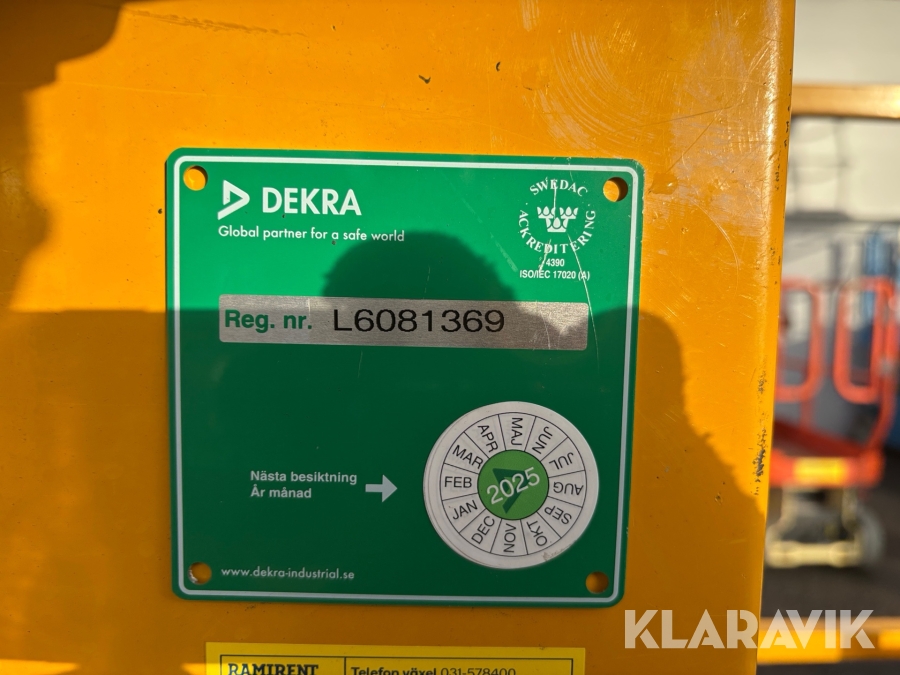 DEKRA
Global partner for a safe world
SWEDAC
ACKREDITERING
4390
ISO/IEC 17020 (A)
Reg. nr. L6081369
Nästa besiktning
År månad
JAN
FEB
MAR
APR
MAJ
JUN
JUL
AUG
SEP
OKT
NOV
DEC
2025
www.dekra-industrial.se
KLARAVIK
RAMIRENT Telefon växel 031-578400